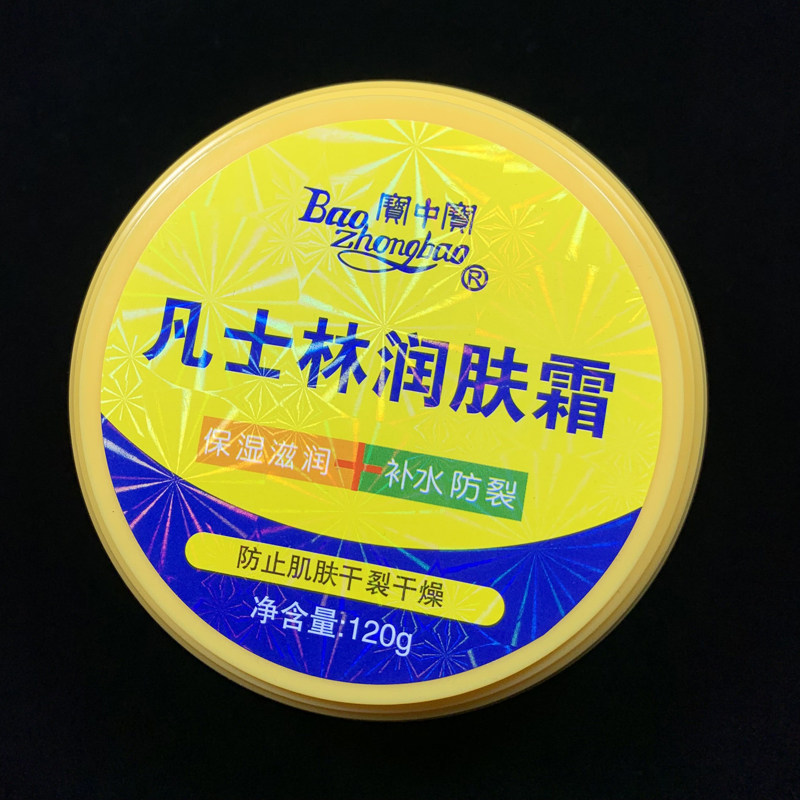 Bao 寶中寶
Zhongbao ®
凡士林润肤霜
保湿滋润+补水防裂
防止肌肤干裂干燥
净含量:120g